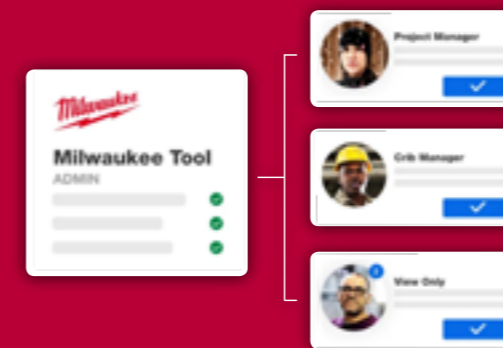 Milwaukee
Milwaukee Tool
ADMIN
Project Manager
Crib Manager
View Only